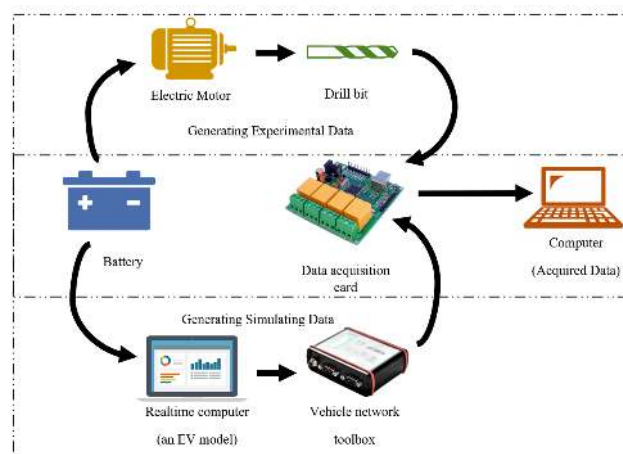 Electric Motor
Drill bit
Generating Experimental Data
Battery
Data acquisition
card
Computer
(Acquired Data)
Generating Simulating Data
Realtime computer
(an EV model)
Vehicle network
toolbox